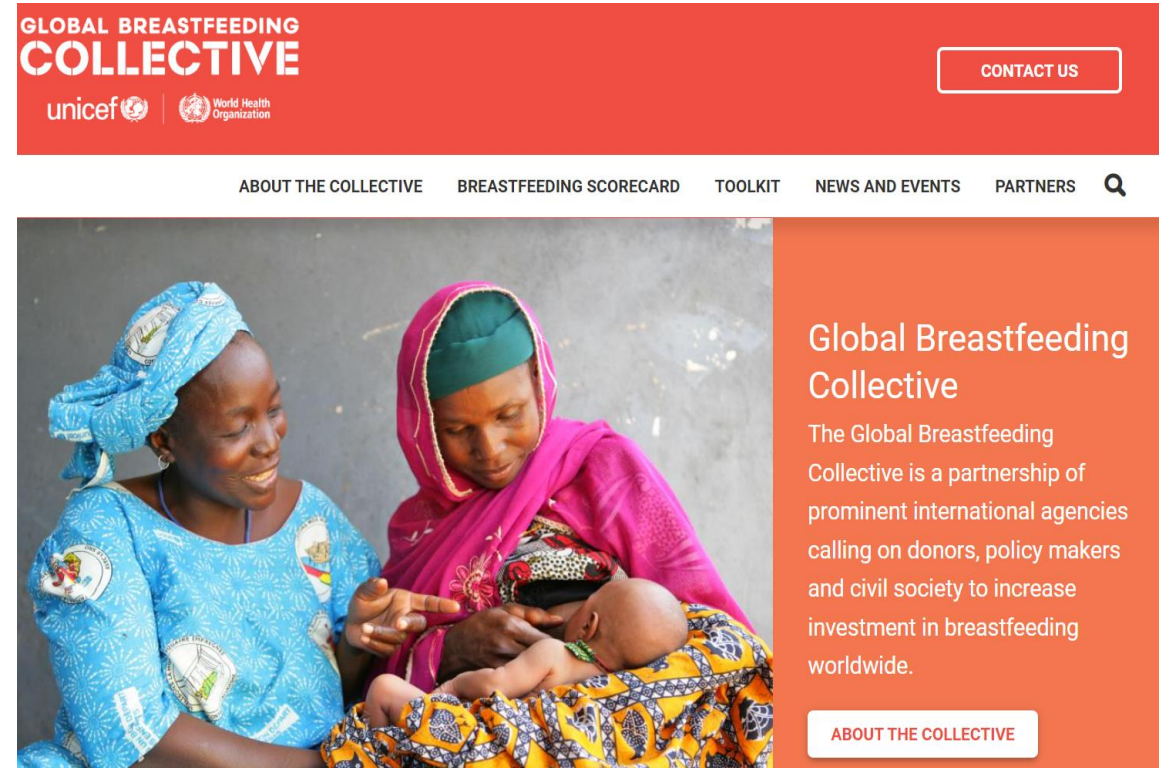 GLOBAL BREASTFEEDING
COLLECTIVE
unicef
World Health
Organization
CONTACT US
ABOUT THE COLLECTIVE
BREASTFEEDING SCORECARD
TOOLKIT
NEWS AND EVENTS
PARTNERS
Global Breastfeeding
Collective
The Global Breastfeeding
Collective is a partnership of
prominent international agencies
calling on donors, policy makers
and civil society to increase
investment in breastfeeding
worldwide.
ABOUT THE COLLECTIVE